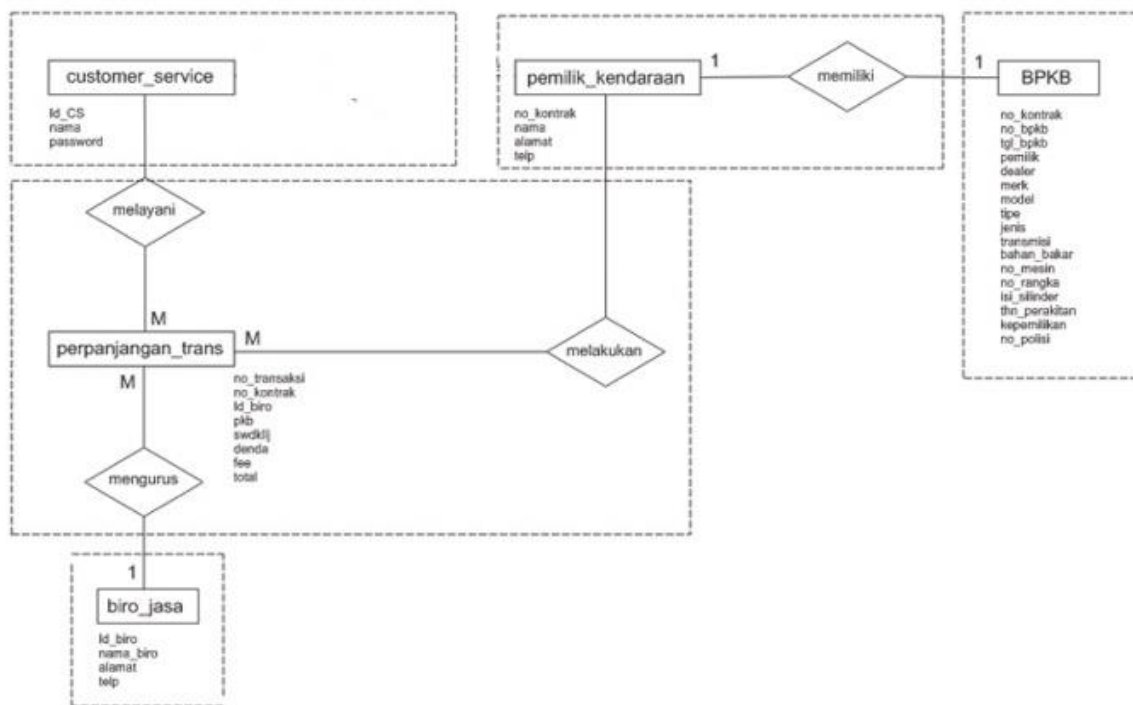 customer_service
Id_CS
nama
password
pemilik_kendaraan
1
memiliki
1
BPKB
no_kontrak
nama
alamat
telp
no_kontrak
no_bpkb
tgl_bpkb
pemilik
dealer
merk
model
tipe
jenis
transmisi
bahan_bakar
no_mesin
no_rangka
isi_silinder
thn_perakitan
kepemilikan
no_polisi
melayani
M
perpanjangan_trans
M
melakukan
M
no_transaksi
no_kontrak
Id_biro
pkb
swdkllj
denda
fee
total
mengurus
1
biro_jasa
Id_biro
nama_biro
alamat
telp